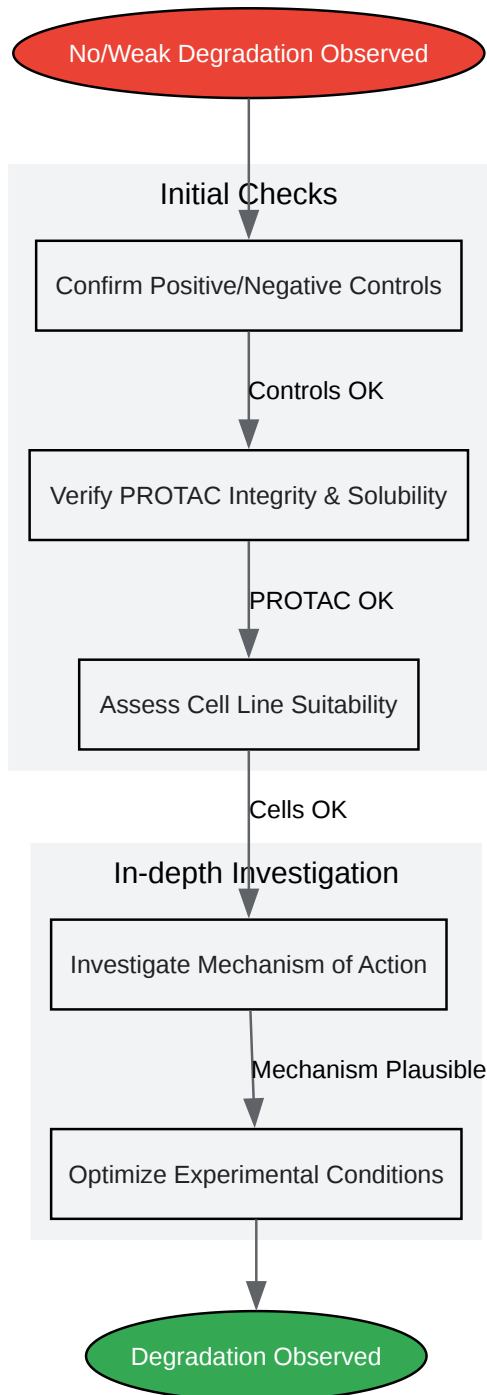 No/Weak Degradation Observed
Initial Checks
Confirm Positive/Negative Controls
Controls OK
Verify PROTAC Integrity & Solubility
PROTAC OK
Assess Cell Line Suitability
Cells OK
In-depth Investigation
Investigate Mechanism of Action
Mechanism Plausible
Optimize Experimental Conditions
Degradation Observed